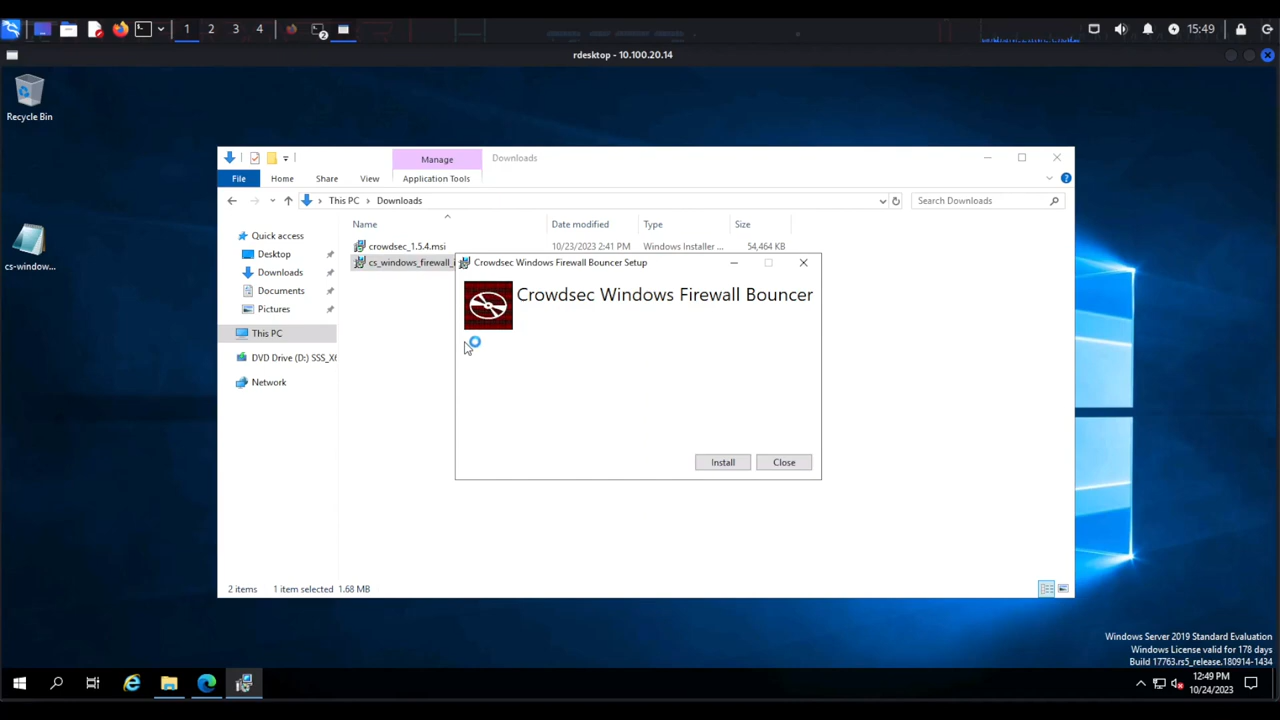 1 2 3 4
2
15:49
rdesktop - 10.100.20.14
Recycle Bin
cs-window...
Manage
Downloads
File Home Share View Application Tools
This PC Downloads
Search Downloads
Name Date modified Type Size
Quick access
Desktop
Downloads
Documents
Pictures
This PC
DVD Drive (D:) SSS_X6
Network
crowdsec_1.5.4.msi 10/23/2023 2:41 PM Windows Installer ... 54,464 KB
cs_windows_firewall_i
Crowdsec Windows Firewall Bouncer Setup
Crowdsec Windows Firewall Bouncer
Install Close
2 items 1 item selected 1.68 MB
Windows Server 2019 Standard Evaluation
Windows License valid for 178 days
Build 17763.rs5_release.180914-1434
12:49 PM
10/24/2023